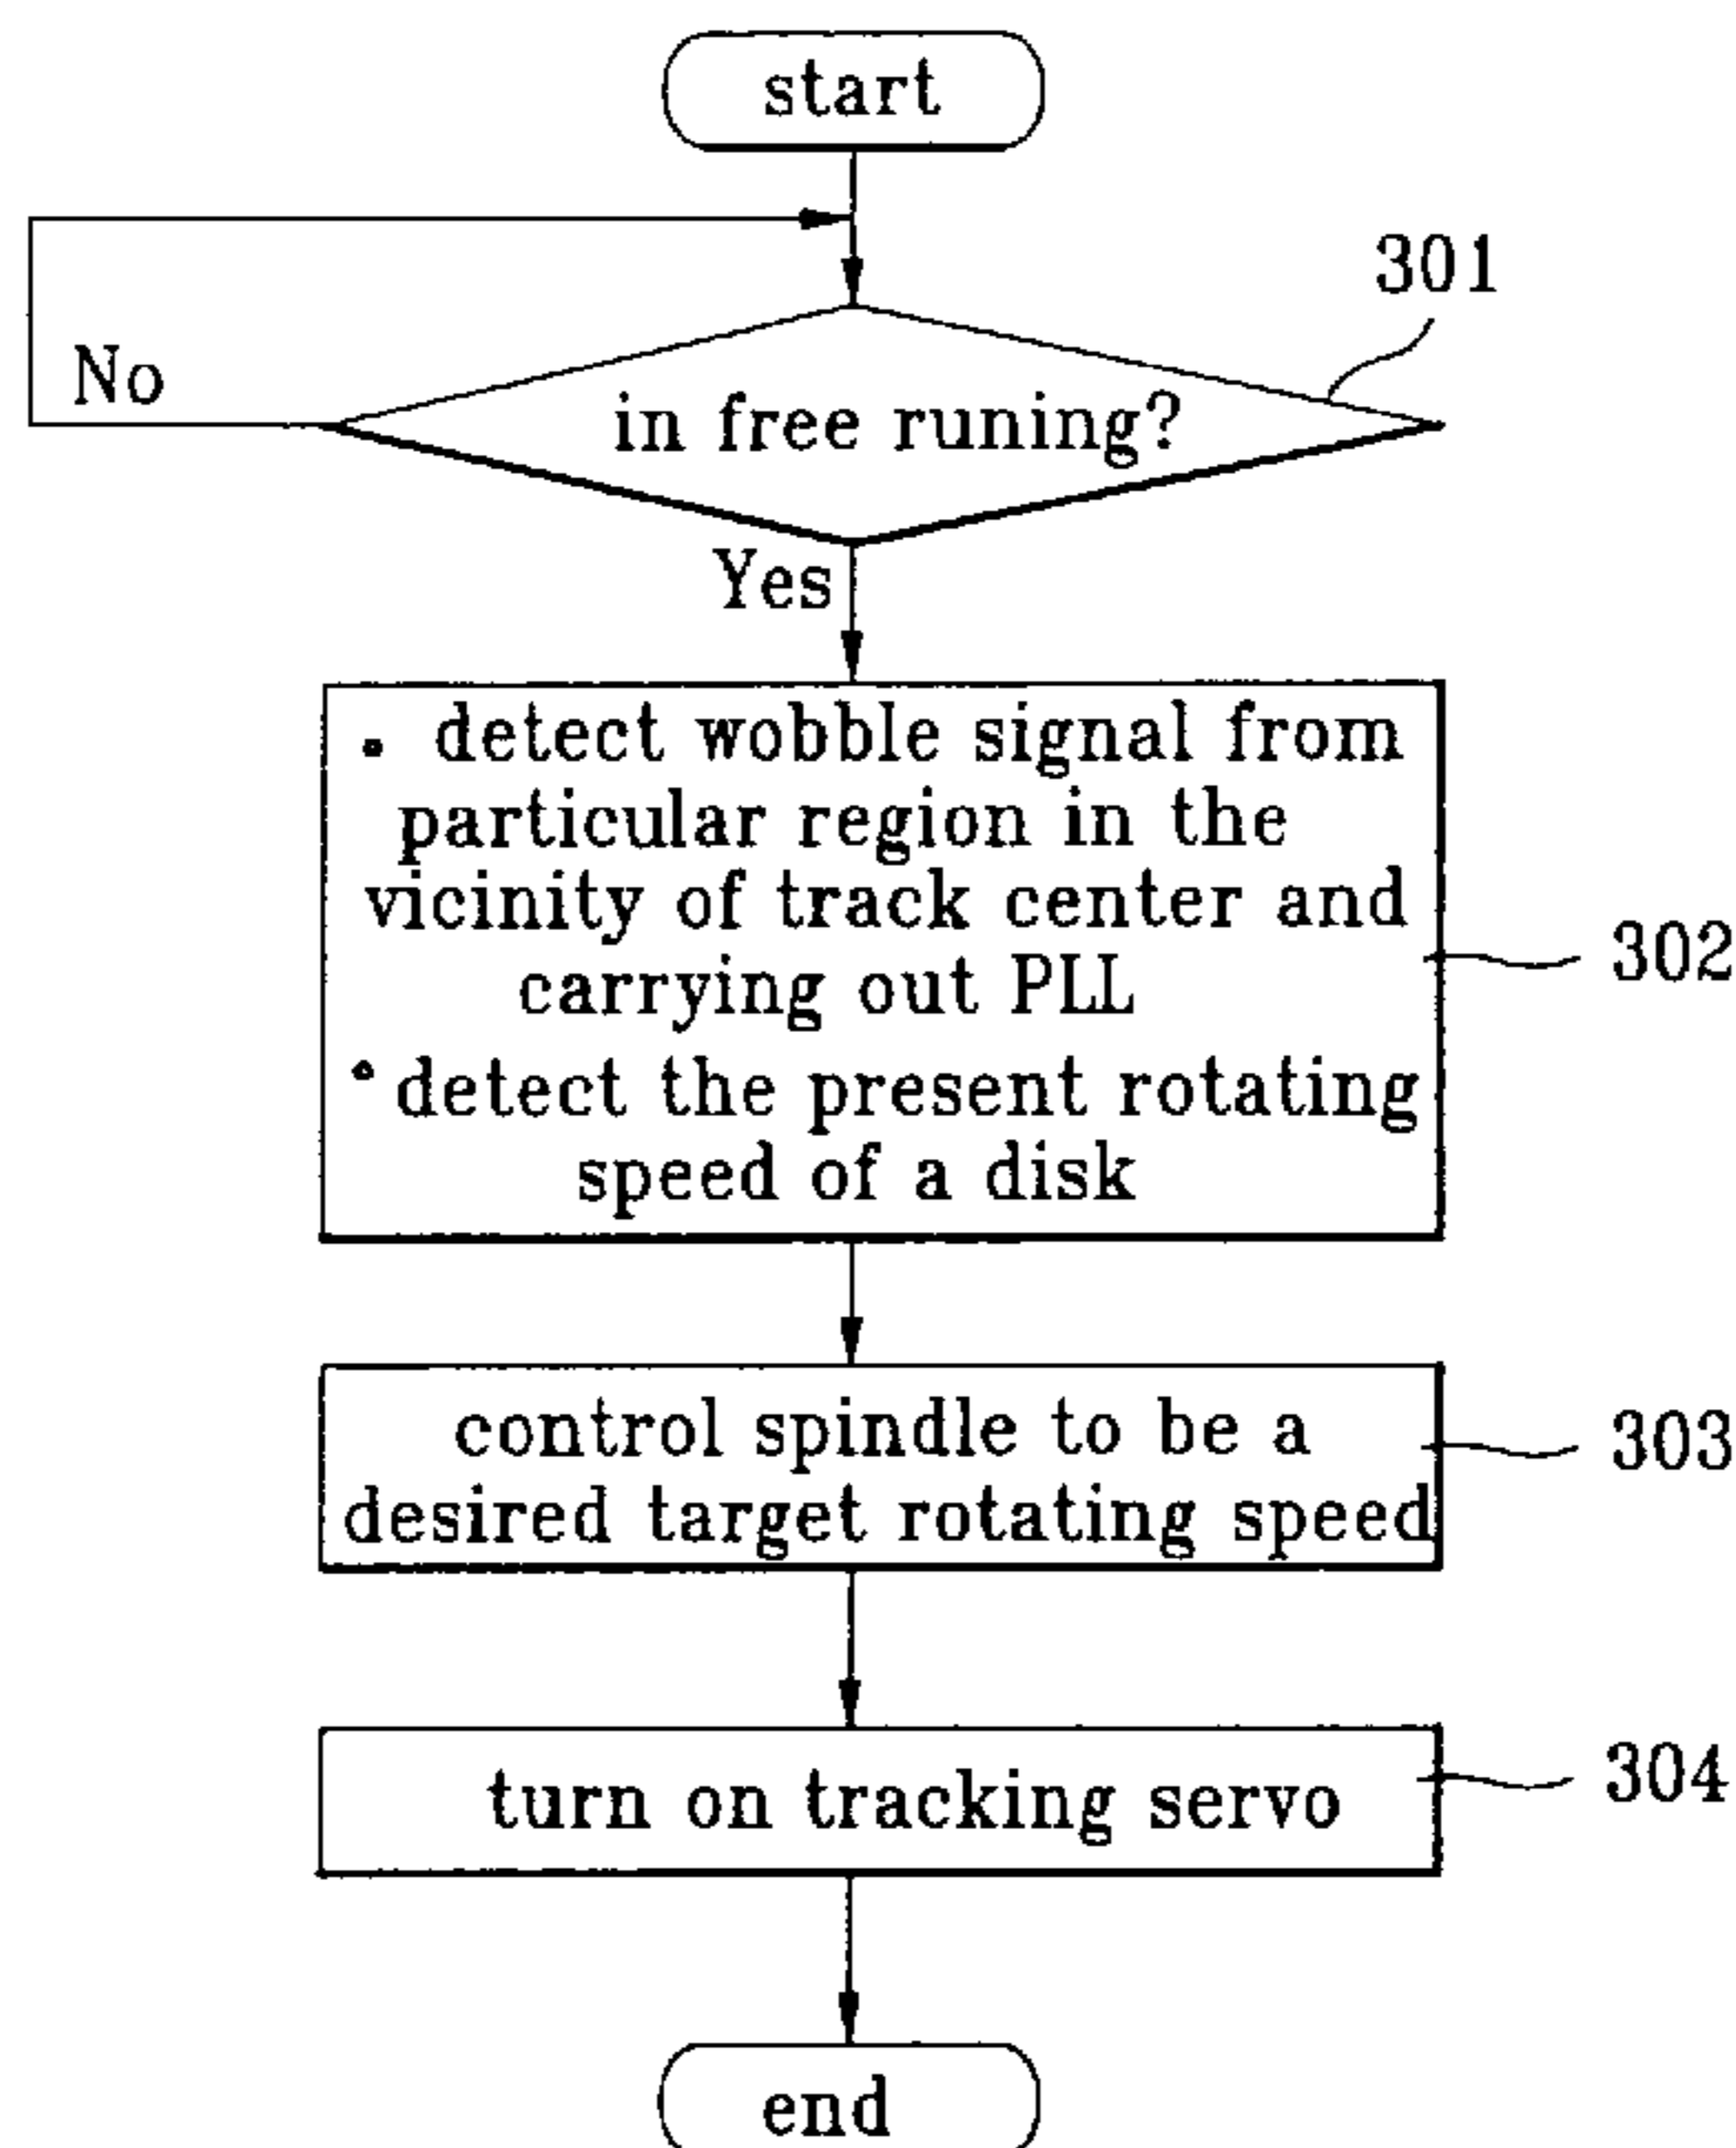 start
301
No
in free runing?
Yes
• detect wobble signal from
particular region in the
vicinity of track center and
carrying out PLL
302
• detect the present rotating
speed of a disk
control spindle to be a
303
desired target rotating speed
turn on tracking servo
304
end